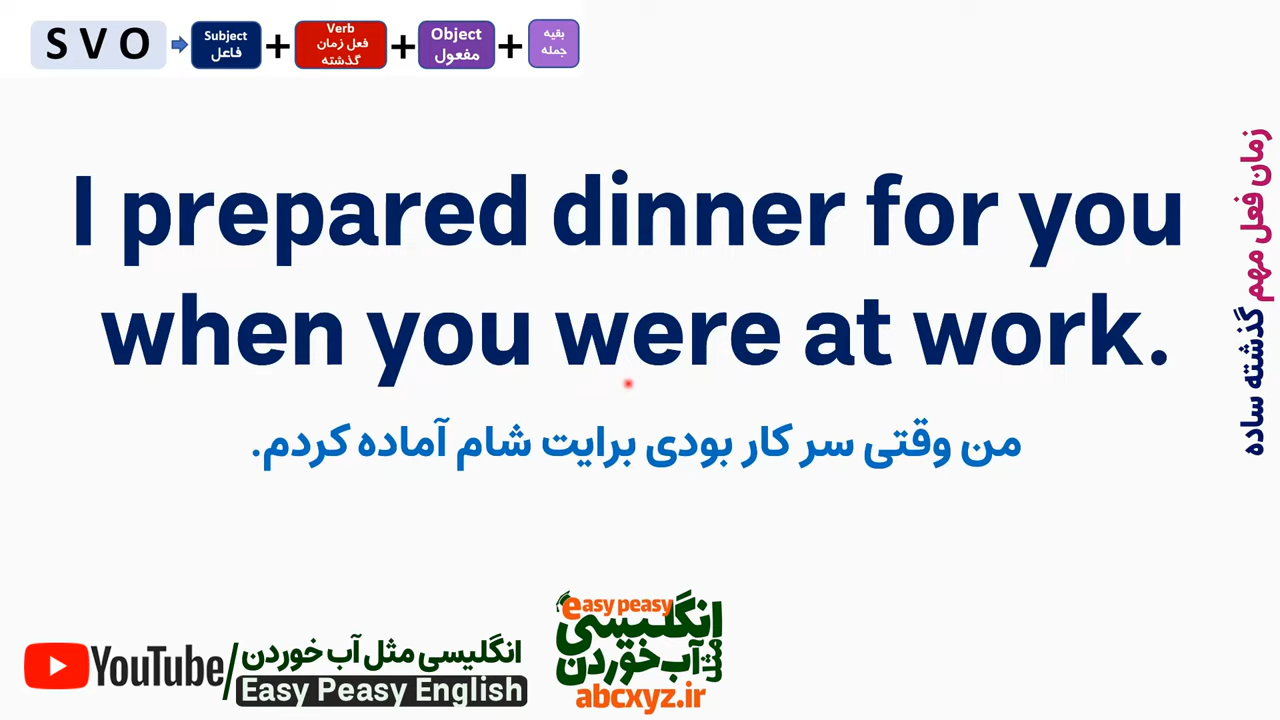 S V O
Subject
فاعل
+
Verb
فعل زمان
گذشته
+
Object
مفعول
+
بقیه
جمله
I prepared dinner for you
when you were at work.
من وقتی سر کار بودی برایت شام آماده کردم.
زمان فعل مهم گذشته ساده
YouTube/انگلیسی مثل آب خوردن
Easy Peasy English
easy peasy
انگلیسی
مثل
آب خوردن
abcxyz.ir